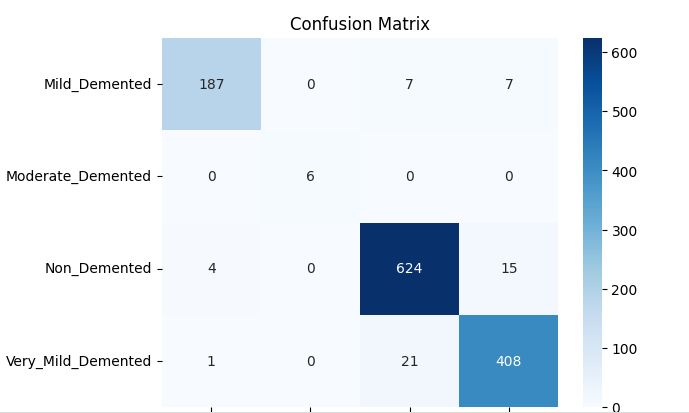 Confusion Matrix
Mild_Demented 187 0 7 7
Moderate_Demented 0 6 0 0
Non_Demented 4 0 624 15
Very_Mild_Demented 1 0 21 408
600
500
400
300
200
100
0